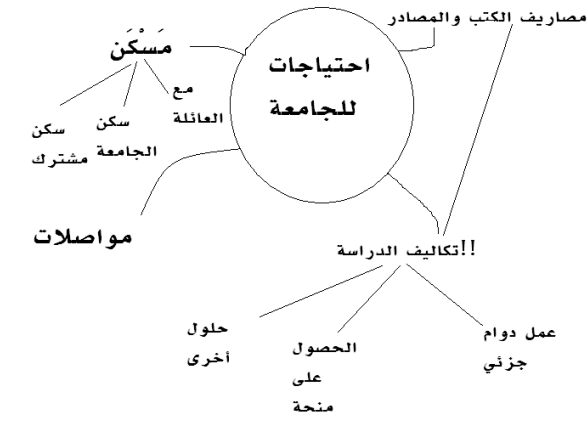 مصاريف الكتب والمصادر
مَسْكَن
احتياجات
للجامعة
مع
العائلة
سكن
الجامعة
سكن
مشترك
مواصلات
!!تكاليف الدراسة
عمل دوام
جزئي
الحصول
على
منحة
حلول
أخرى